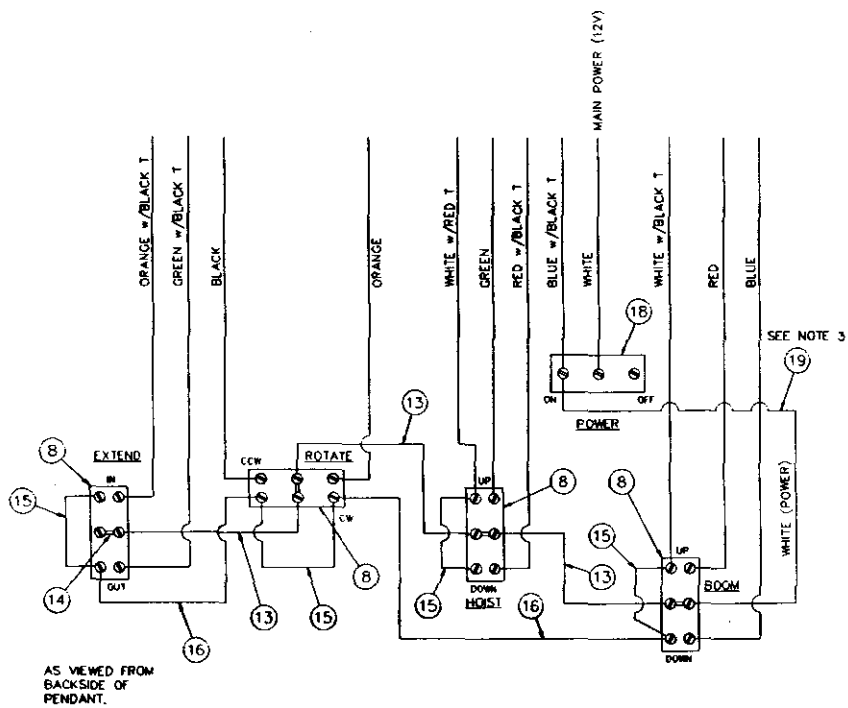 MAIN POWER (12V)
ORANGE w/BLACK T
GREEN w/BLACK T
BLACK
ORANGE
WHITE w/RED T
GREEN
RED w/BLACK T
BLUE w/BLACK T
WHITE
WHITE w/BLACK T
RED
BLUE
18
SEE NOTE 3
19
ON
OFF
POWER
13
8
EXTEND
IN
CCW
ROTATE
UP
8
8
15
CW
15
UP
BOOM
WHITE (POWER)
14
OUT
13
15
8
15
DOWN
HOIST
13
16
16
DOWN
AS VIEWED FROM
BACKSIDE OF
PENDANT.